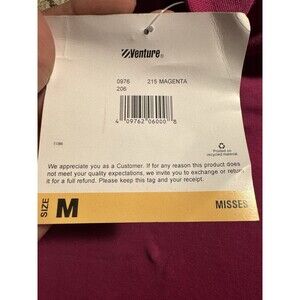 Venture®
0976 215 MAGENTA
206
4 09762 06000 8
Printed on
recycled material.
We appreciate you as a Customer. If for any reason this product
does not meet your quality expectations, we invite you to exchange or return
it for a full refund. Please keep this tag and your receipt.
SIZE M MISSES